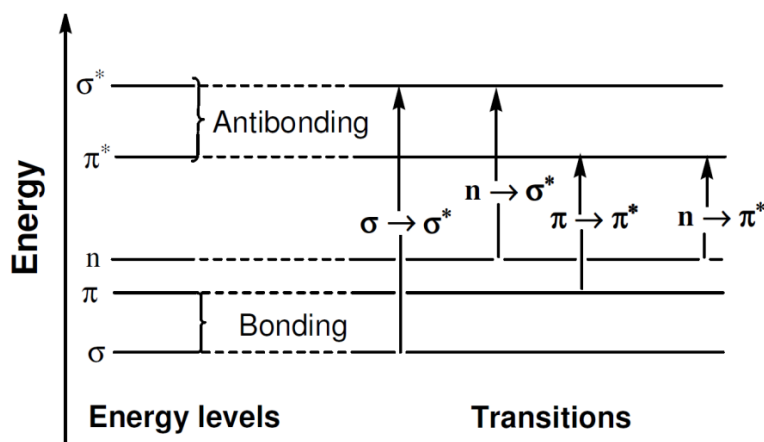 σ*
Antibonding
π*
n → σ*
σ → σ*
π → π*
n → π*
Energy
n
π
Bonding
σ
Energy levels
Transitions